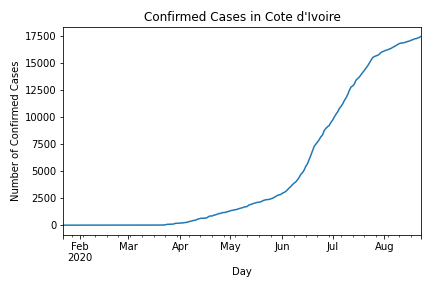 Confirmed Cases in Cote d'Ivoire
Number of Confirmed Cases
17500
15000
12500
10000
7500
5000
2500
0
Feb Mar Apr May Jun Jul Aug
2020
Day